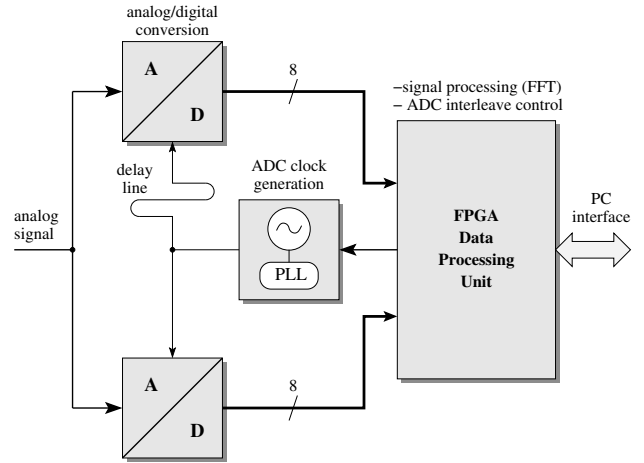 analog/digital
conversion
A
D
8
−signal processing (FFT)
− ADC interleave control
delay
line
ADC clock
generation
analog
signal
PLL
FPGA
Data
Processing
Unit
PC
interface
A
D
8